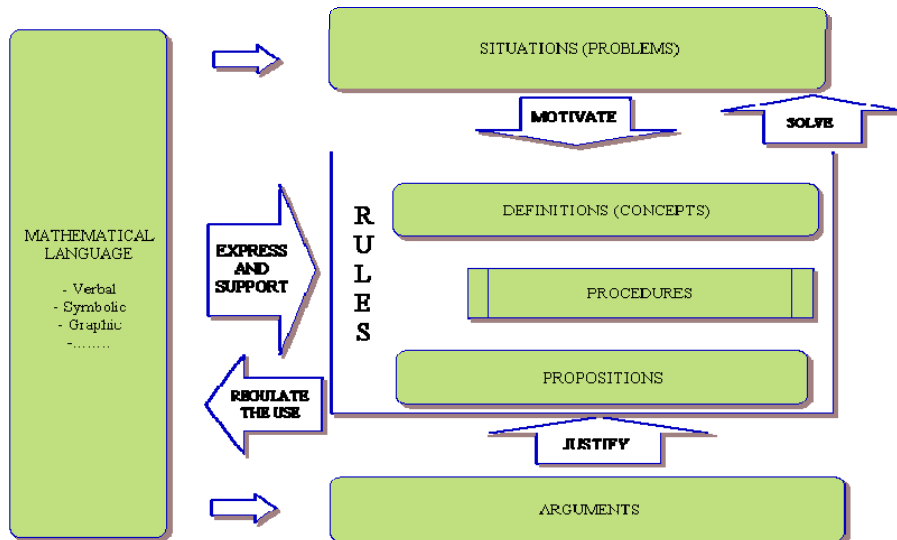 SITUATIONS (PROBLEMS)
MOTIVATE
SOLVE
MATHEMATICAL
LANGUAGE
- Verbal
- Symbolic
- Graphic
-........
EXPRESS
AND
SUPPORT
REGULATE
THE USE
RULES
DEFINITIONS (CONCEPTS)
PROCEDURES
PROPOSITIONS
JUSTIFY
ARGUMENTS